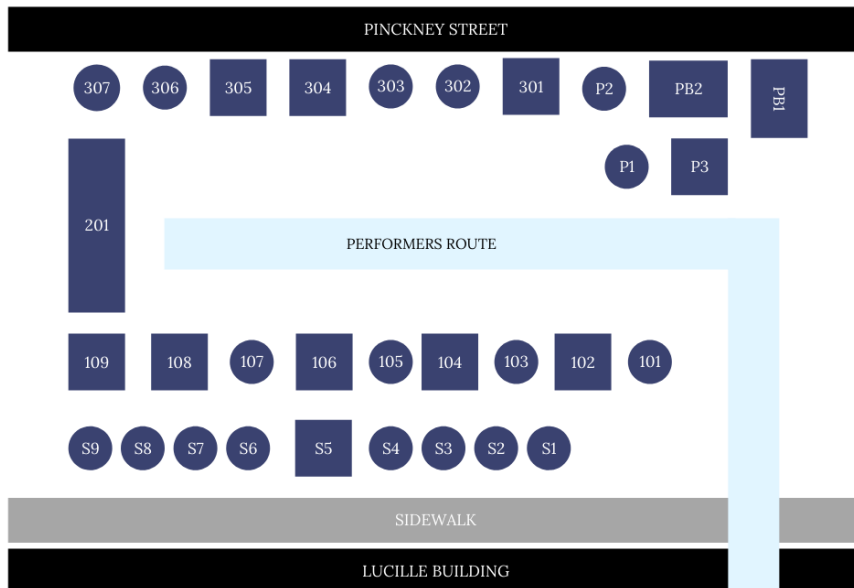 PINCKNEY STREET
307 306 305 304 303 302 301 P2 PB2 PB1
P1 P3
201
PERFORMERS ROUTE
109 108 107 106 105 104 103 102 101
S9 S8 S7 S6 S5 S4 S3 S2 S1
SIDEWALK
LUCILLE BUILDING